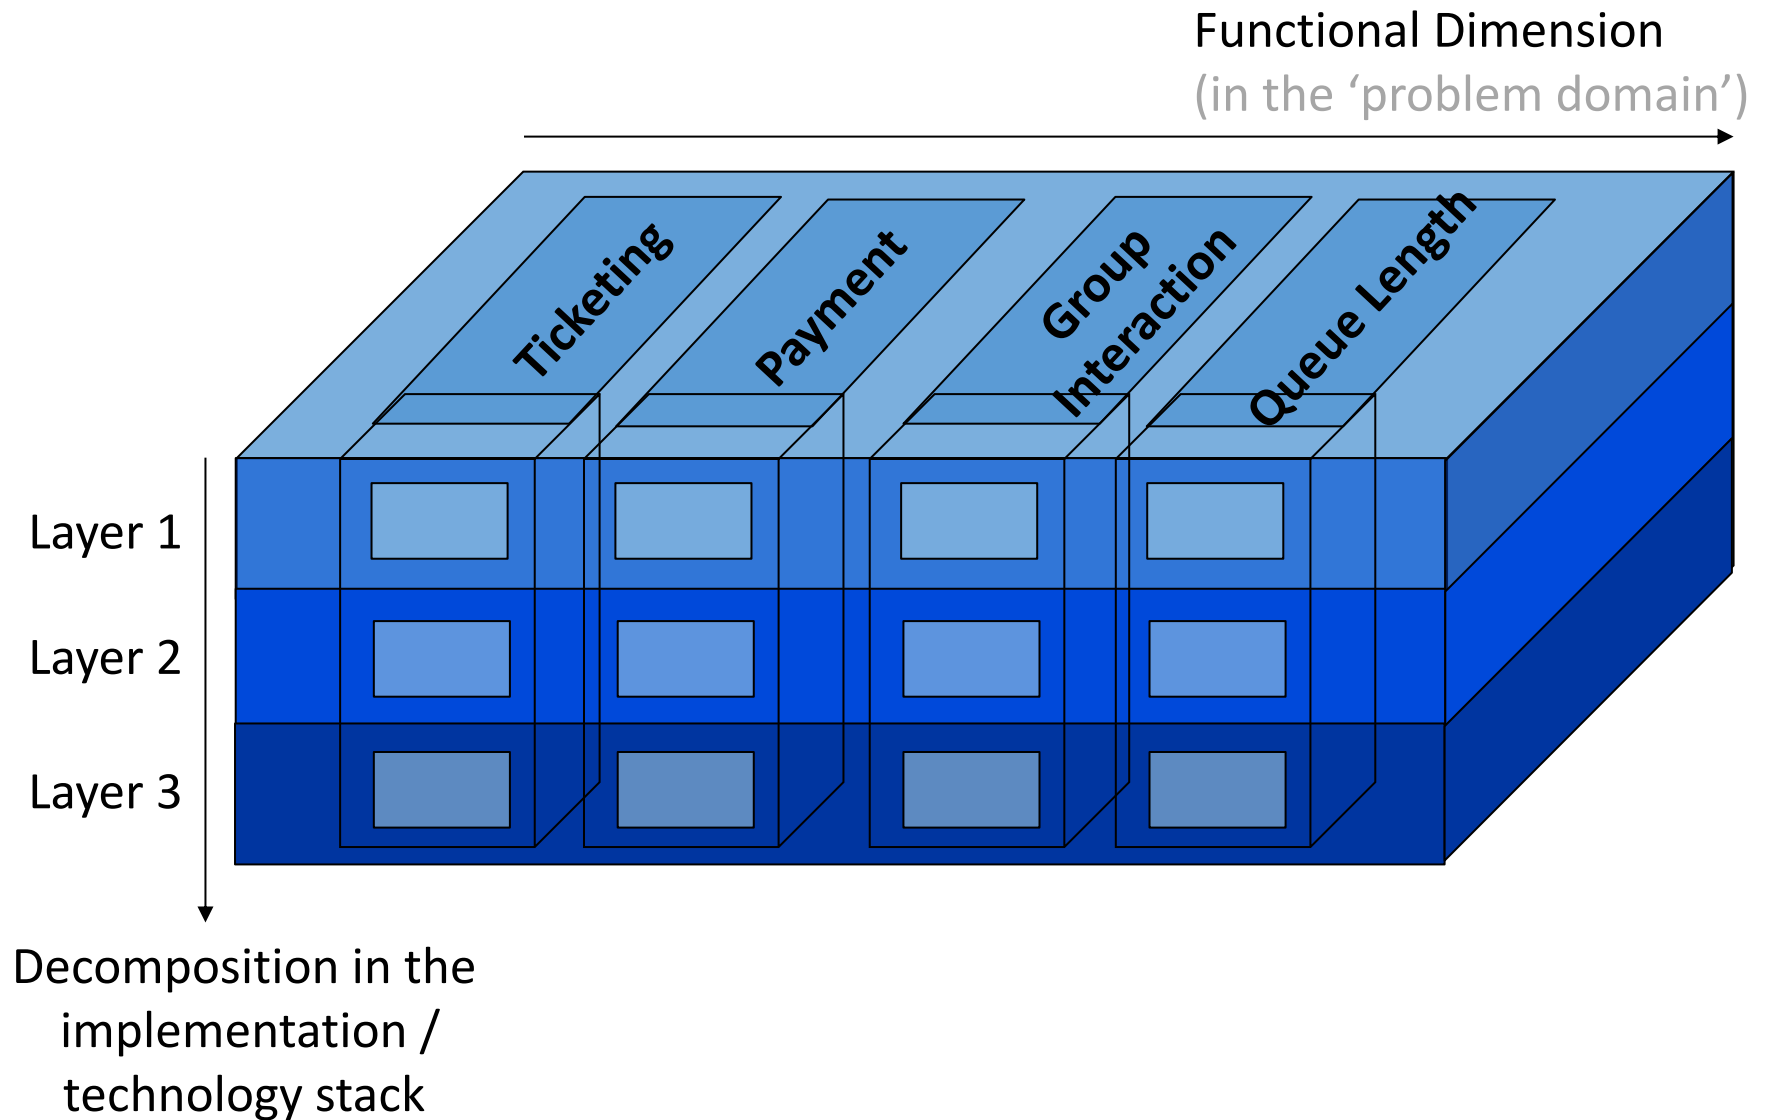 Functional Dimension
(in the ‘problem domain’)
Ticketing
Payment
Group
Interaction
Queue Length
Layer 1
Layer 2
Layer 3
Decomposition in the
implementation /
technology stack